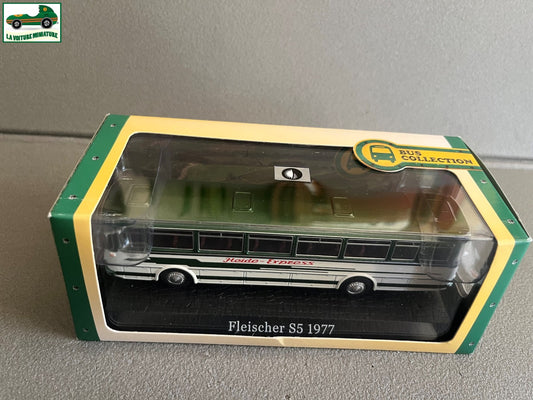 LA VOITURE MINIATURE
BUS
COLLECTION
Heide-Express
Fleischer S5 1977